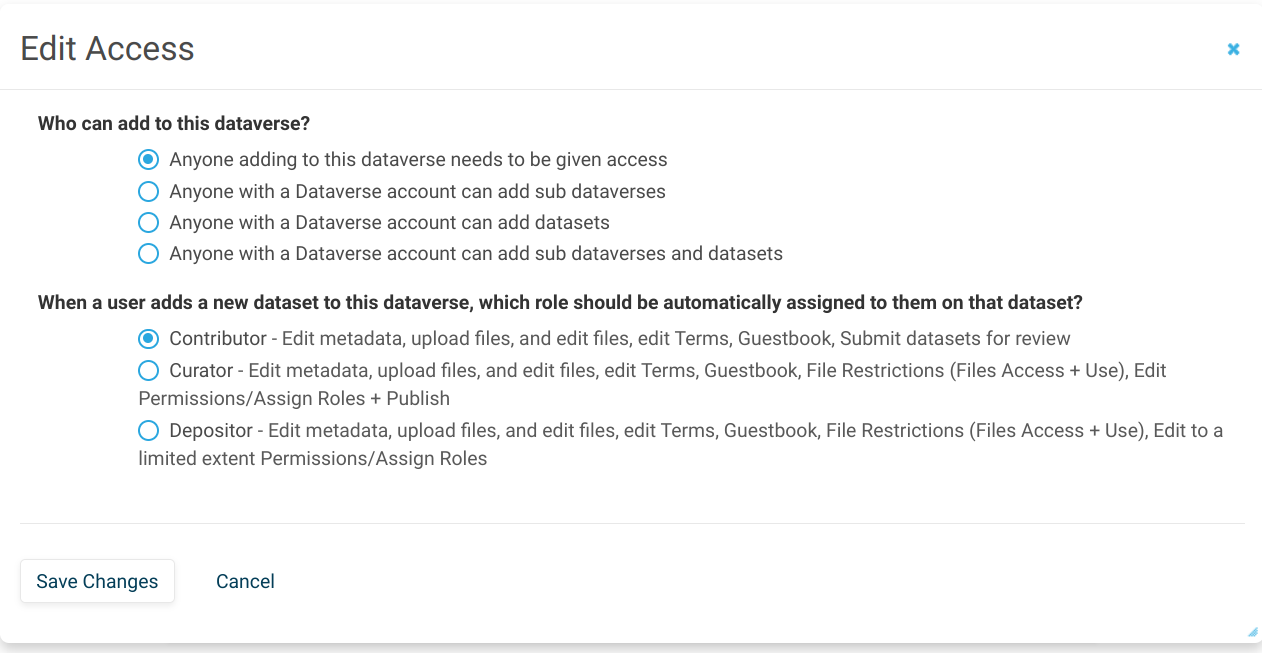 Edit Access
Who can add to this dataverse?
Anyone adding to this dataverse needs to be given access
Anyone with a Dataverse account can add sub dataverses
Anyone with a Dataverse account can add datasets
Anyone with a Dataverse account can add sub dataverses and datasets
When a user adds a new dataset to this dataverse, which role should be automatically assigned to them on that dataset?
Contributor - Edit metadata, upload files, and edit files, edit Terms, Guestbook, Submit datasets for review
Curator - Edit metadata, upload files, and edit files, edit Terms, Guestbook, File Restrictions (Files Access + Use), Edit
Permissions/Assign Roles + Publish
Depositor - Edit metadata, upload files, and edit files, edit Terms, Guestbook, File Restrictions (Files Access + Use), Edit to a
limited extent Permissions/Assign Roles
Save Changes
Cancel